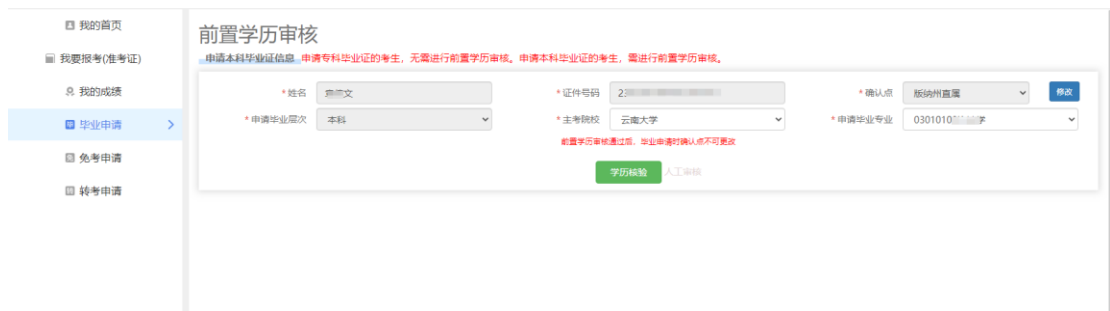 我的首页
我要报考(准考证)
我的成绩
毕业申请
免考申请
转考申请
前置学历审核
申请本科毕业证信息 申请专科毕业证的考生，无需进行前置学历审核。申请本科毕业证的考生，需进行前置学历审核。
*姓名 文 *证件号码 2 *确认点 版纳州直属 修改
*申请毕业层次 本科 *主考院校 云南大学 *申请毕业专业 0301010 学
前置学历审核通过后，毕业申请时确认点不可更改
学历核验 人工审核